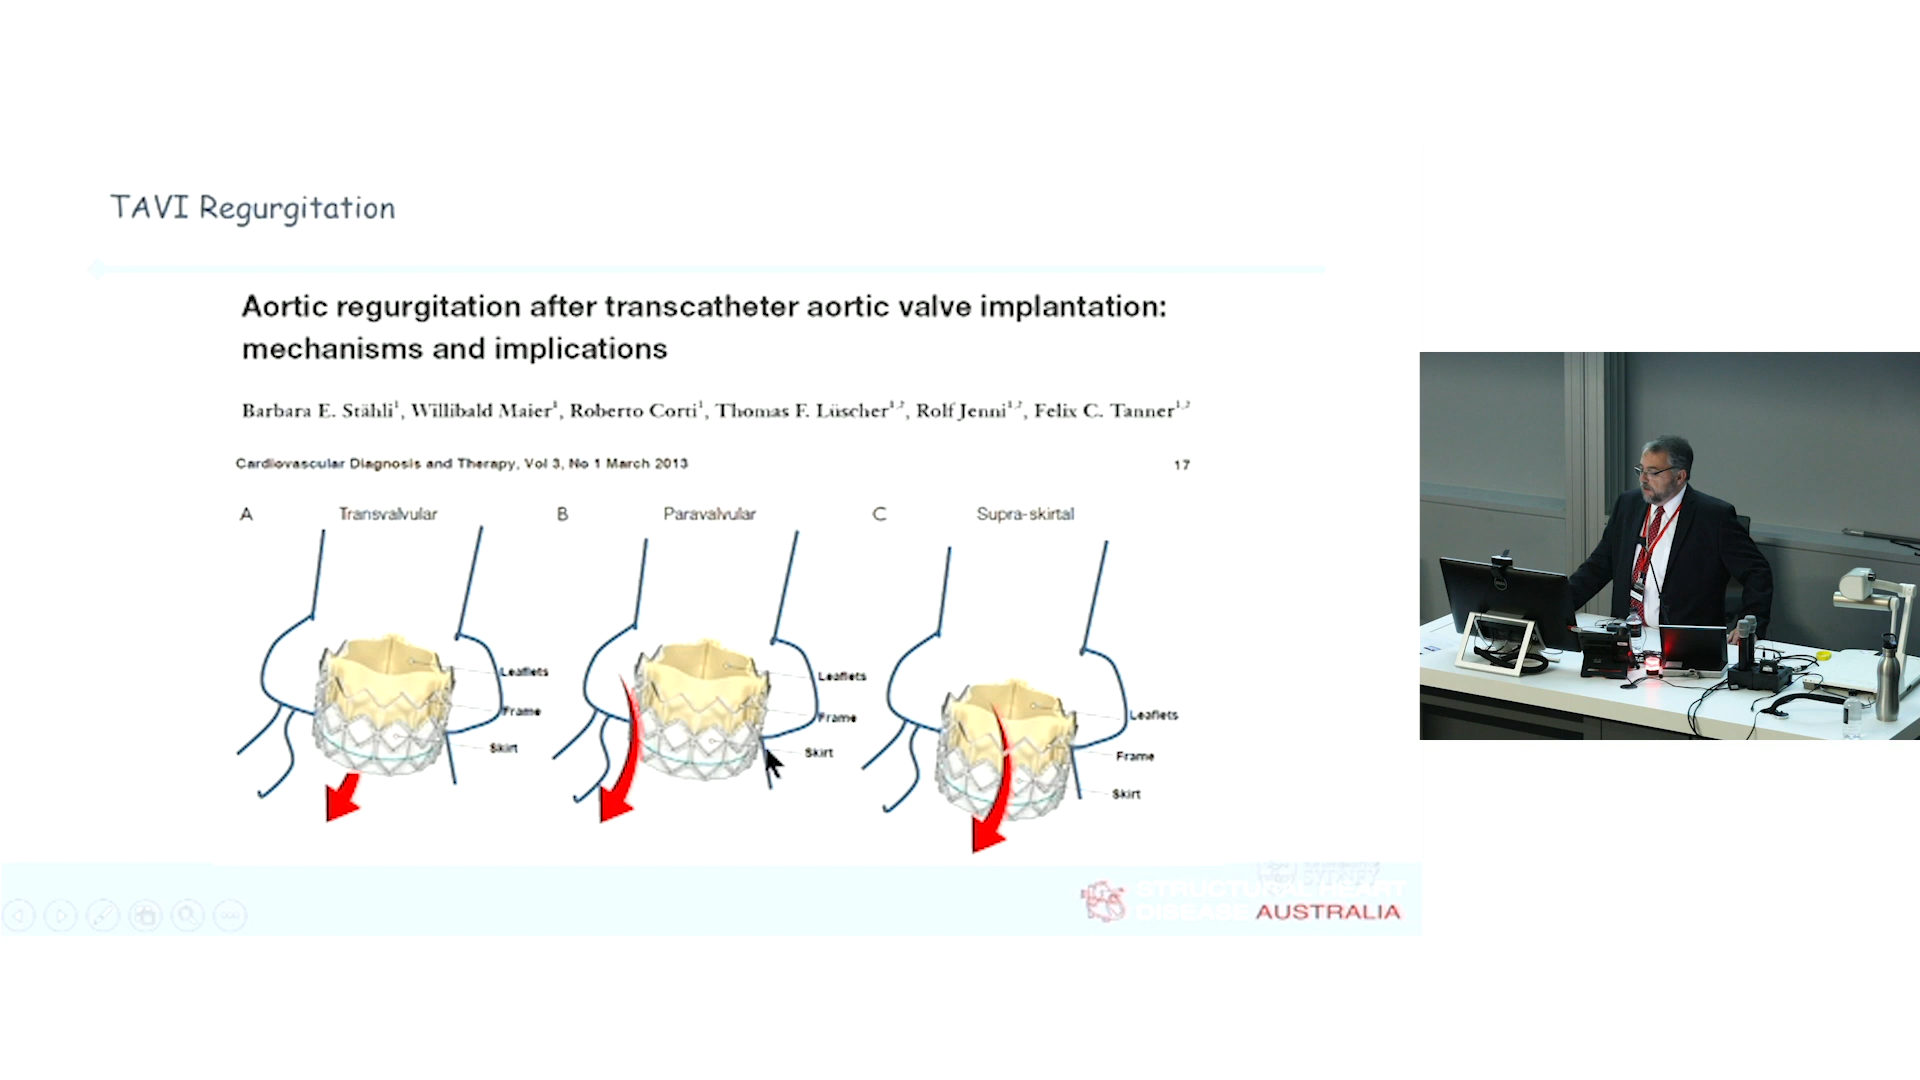 TAVI Regurgitation
Aortic regurgitation after transcatheter aortic valve implantation:
mechanisms and implications
Barbara E. Stähli¹, Willibald Maier¹, Roberto Corti¹, Thomas F. Lüscher¹,², Rolf Jenni¹,², Felix C. Tanner¹,²
Cardiovascular Diagnosis and Therapy, Vol 3, No 1 March 2013
17
A Transvalvular
B Paravalvular
C Supra-skirtal
Leaflets
Frame
Skirt
Leaflets
Frame
Skirt
Leaflets
Frame
Skirt
STRUCTURAL HEART
DISEASE AUSTRALIA